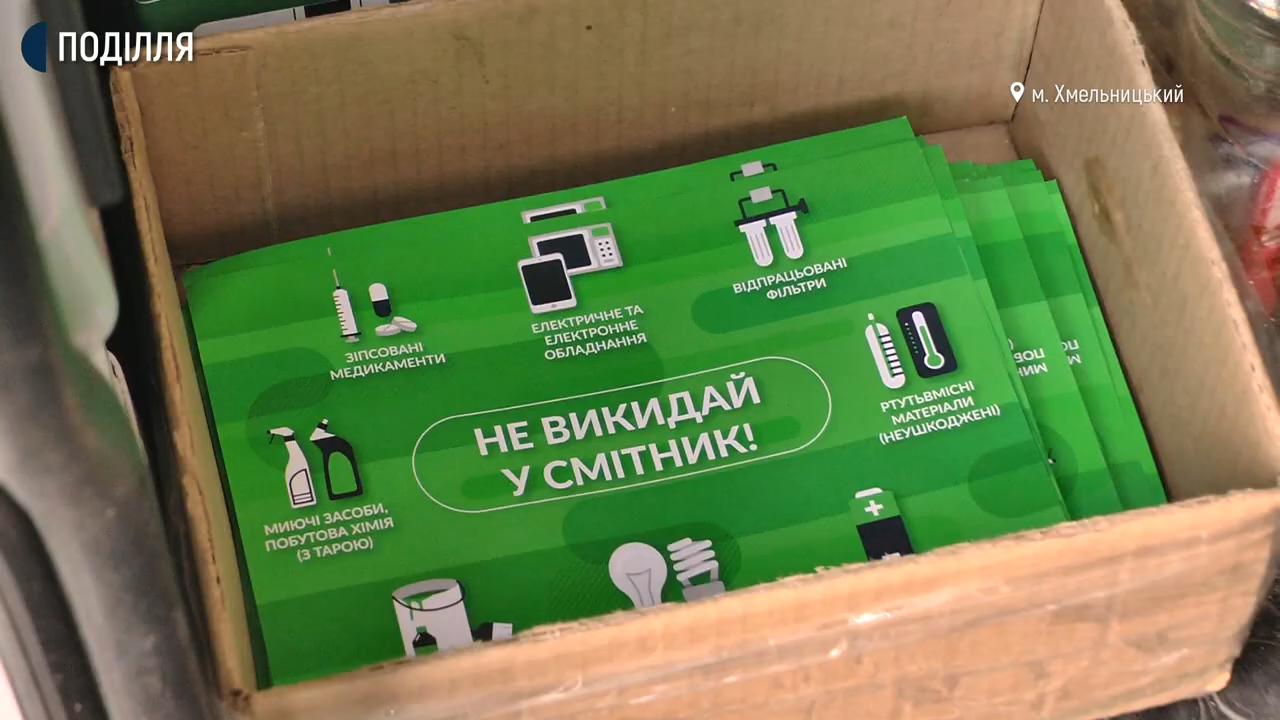 ПОДІЛЛЯ
м. Хмельницький
ВІДПРАЦЬОВАНІ
ФІЛЬТРИ
ЕЛЕКТРИЧНЕ ТА
ЕЛЕКТРОННЕ
ОБЛАДНАННЯ
ЗІПСОВАНІ
МЕДИКАМЕНТИ
РТУТЬВМІСНІ
МАТЕРІАЛИ
(НЕУШКОДЖЕНІ)
НЕ ВИКИДАЙ
У СМІТНИК!
МИЮЧІ ЗАСОБИ,
ПОБУТОВА ХІМІЯ
(З ТАРОЮ)